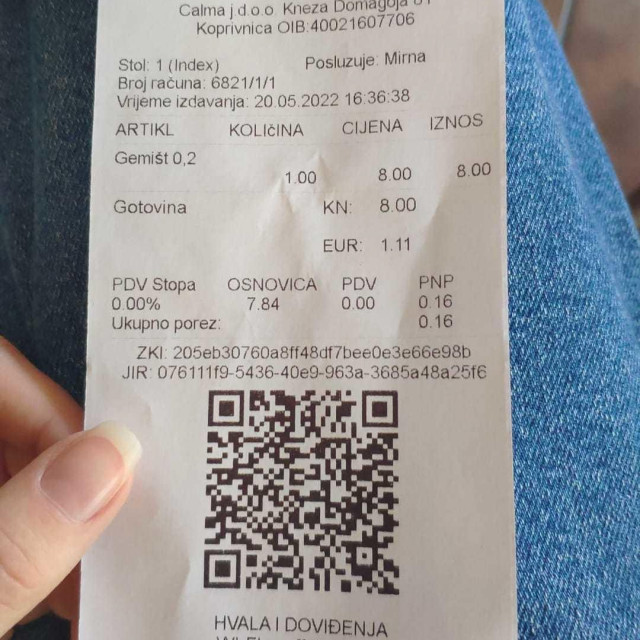 Calma j.d.o.o. Kneza Domagoja
Koprivnica OIB:40021607706
Stol: 1 (Index) Posluzuje: Mirna
Broj računa: 6821/1/1
Vrijeme izdavanja: 20.05.2022 16:36:38
ARTIKL KOLIčINA CIJENA IZNOS
Gemišt 0,2
1.00 8.00 8.00
Gotovina KN: 8.00
EUR: 1.11
PDV Stopa OSNOVICA PDV PNP
0.00% 7.84 0.00 0.16
Ukupno porez: 0.16
ZKI: 205eb30760a8ff48df7bee0e3e66e98b
JIR: 076111f9-5436-40e9-963a-3685a48a25f6
HVALA I DOVIĐENJA